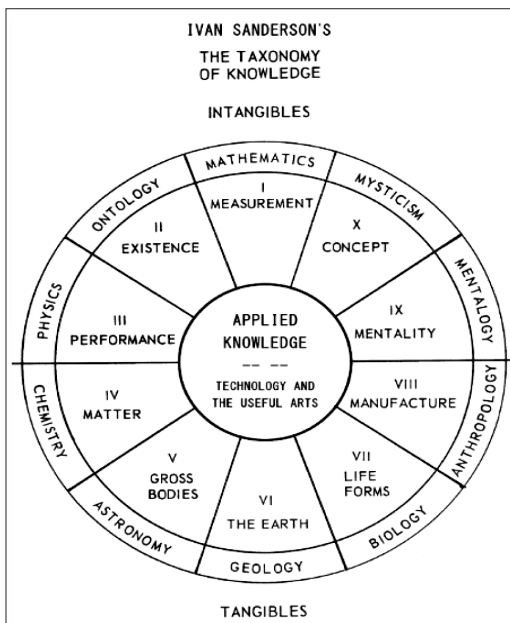 IVAN SANDERSON'S
THE TAXONOMY
OF KNOWLEDGE
INTANGIBLES
MATHEMATICS
I
MEASUREMENT
ONTOLOGY
II
EXISTENCE
PHYSICS
III
PERFORMANCE
CHEMISTRY
IV
MATTER
ASTRONOMY
V
GROSS
BODIES
GEOLOGY
VI
THE EARTH
BIOLOGY
VII
LIFE
FORMS
ANTHROPOLOGY
VIII
MANUFACTURE
MENTALOGY
IX
MENTALITY
MYSTICISM
X
CONCEPT
APPLIED
KNOWLEDGE
-- --
TECHNOLOGY AND
THE USEFUL ARTS
TANGIBLES